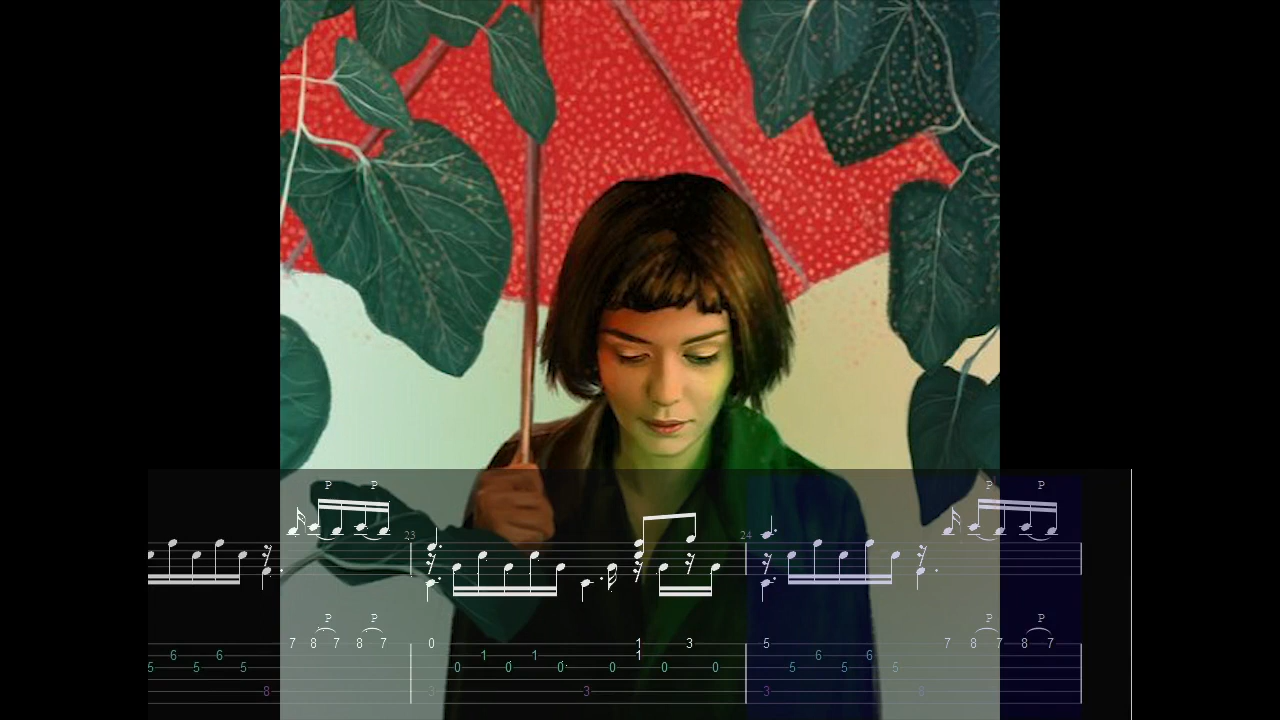 P P P P
23 24
P P P P
7 8 7 8 7 0 1 3 5 7 8 7 8 7
6 6 1 1 1 6 6
5 5 5 0 0 0 0 0 0 5 5 5
8 3 3 3 8